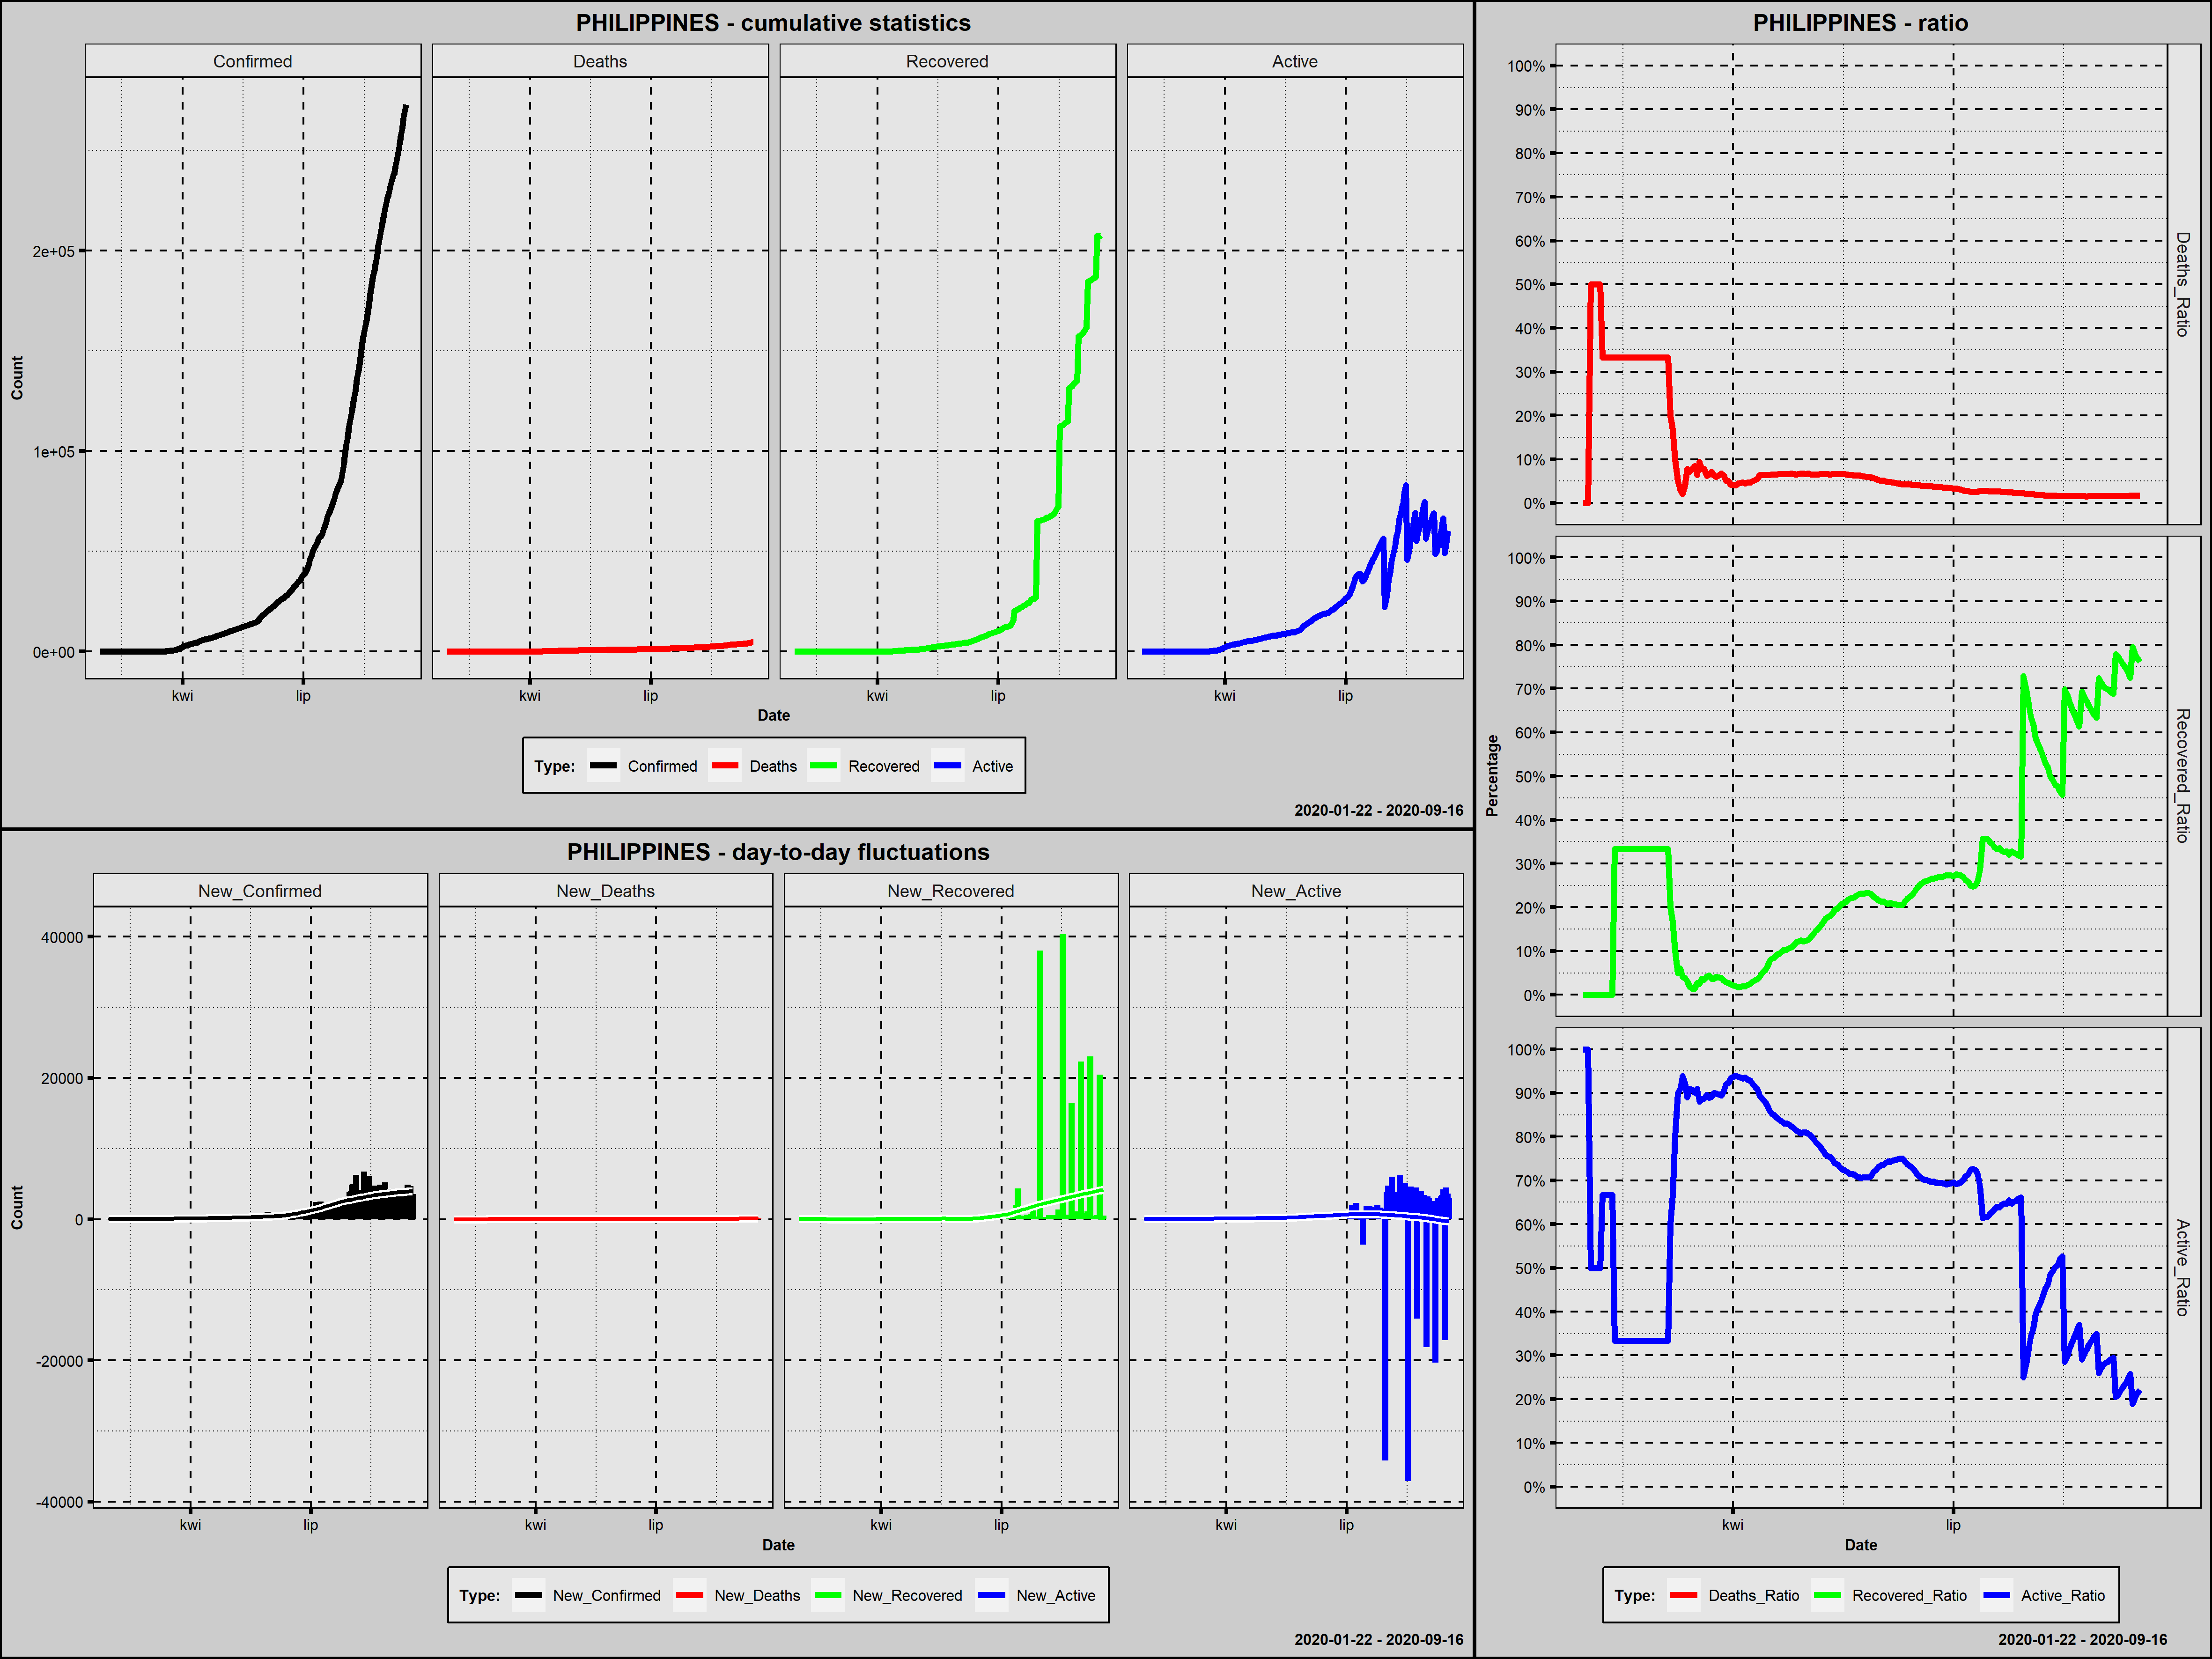 PHILIPPINES - cumulative statistics
Confirmed Deaths Recovered Active
Count
2e+05
1e+05
0e+00
kwi lip kwi lip kwi lip kwi lip
Date
Type: Confirmed Deaths Recovered Active
2020-01-22 - 2020-09-16
PHILIPPINES - day-to-day fluctuations
New_Confirmed New_Deaths New_Recovered New_Active
Count
40000
20000
0
-20000
-40000
kwi lip kwi lip kwi lip kwi lip
Date
Type: New_Confirmed New_Deaths New_Recovered New_Active
2020-01-22 - 2020-09-16
PHILIPPINES - ratio
Percentage
100%
90%
80%
70%
60%
50%
40%
30%
20%
10%
0%
Deaths_Ratio
100%
90%
80%
70%
60%
50%
40%
30%
20%
10%
0%
Recovered_Ratio
100%
90%
80%
70%
60%
50%
40%
30%
20%
10%
0%
Active_Ratio
kwi lip
Date
Type: Deaths_Ratio Recovered_Ratio Active_Ratio
2020-01-22 - 2020-09-16